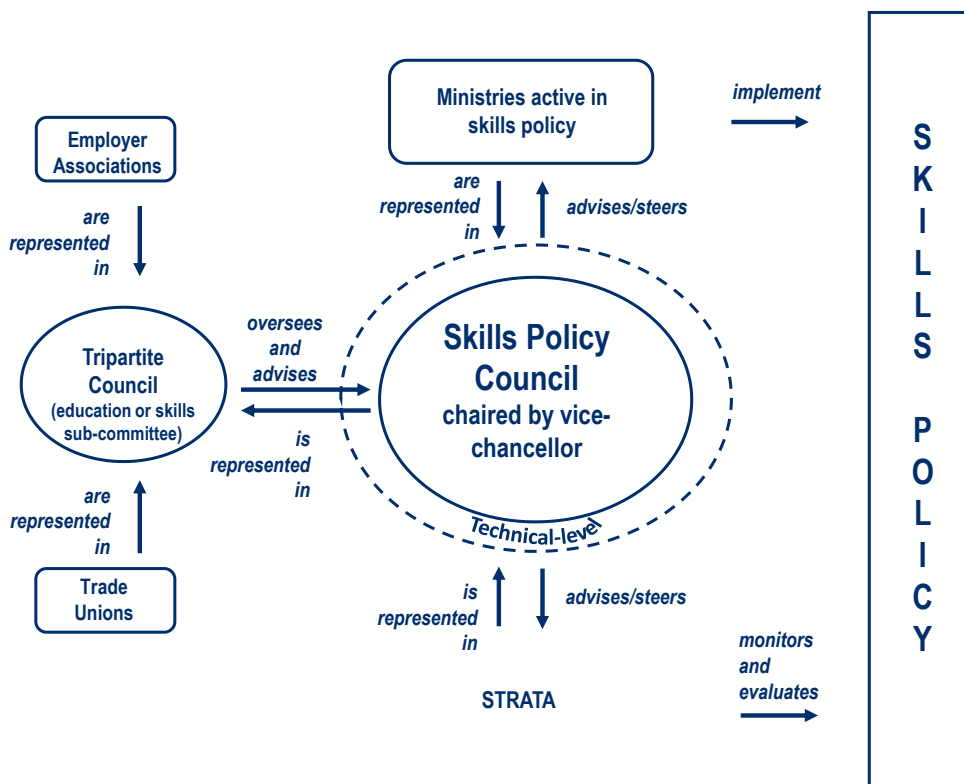 Ministries active in
skills policy
implement
Employer
Associations
are
represented
in
advises/steers
are
represented
in
oversees
and
advises
Tripartite
Council
(education or skills
sub-committee)
Skills Policy
Council
chaired by vice-
chancellor
is
represented
in
Technical-level
are
represented
in
Trade
Unions
is
represented
in
advises/steers
STRATA
monitors
and
evaluates
SKILLS POLICY